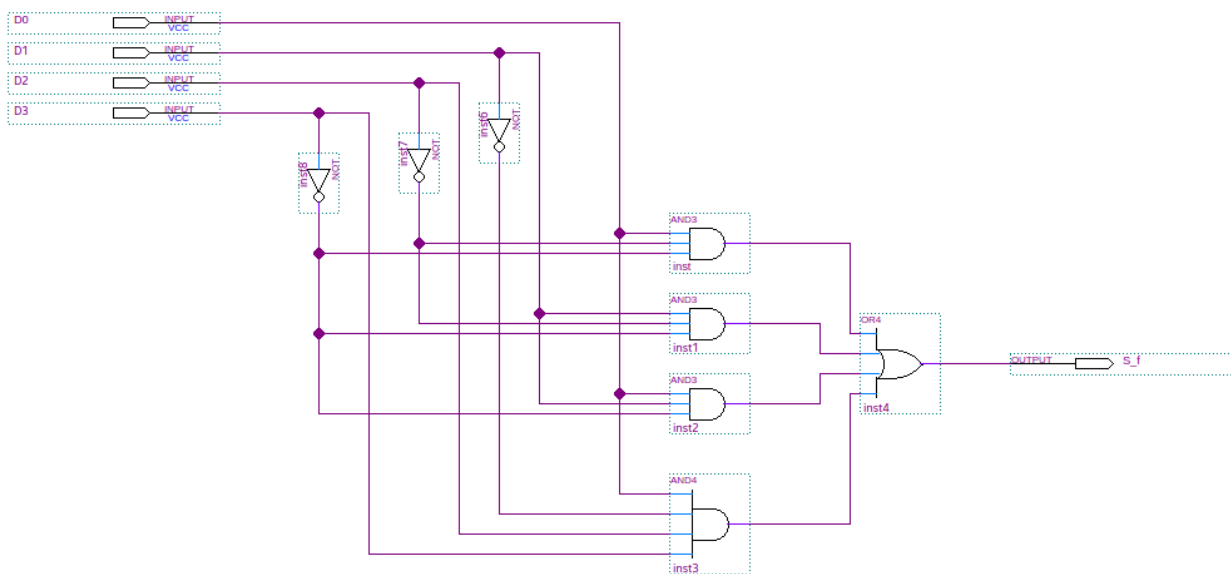 D0
INPUT
VCC
D1
INPUT
VCC
D2
INPUT
VCC
D3
INPUT
VCC
inst6
NOT
inst7
NOT
inst8
NOT
AND3
inst
AND3
inst1
OR4
OUTPUT
S_f
AND3
inst4
inst2
AND4
inst3